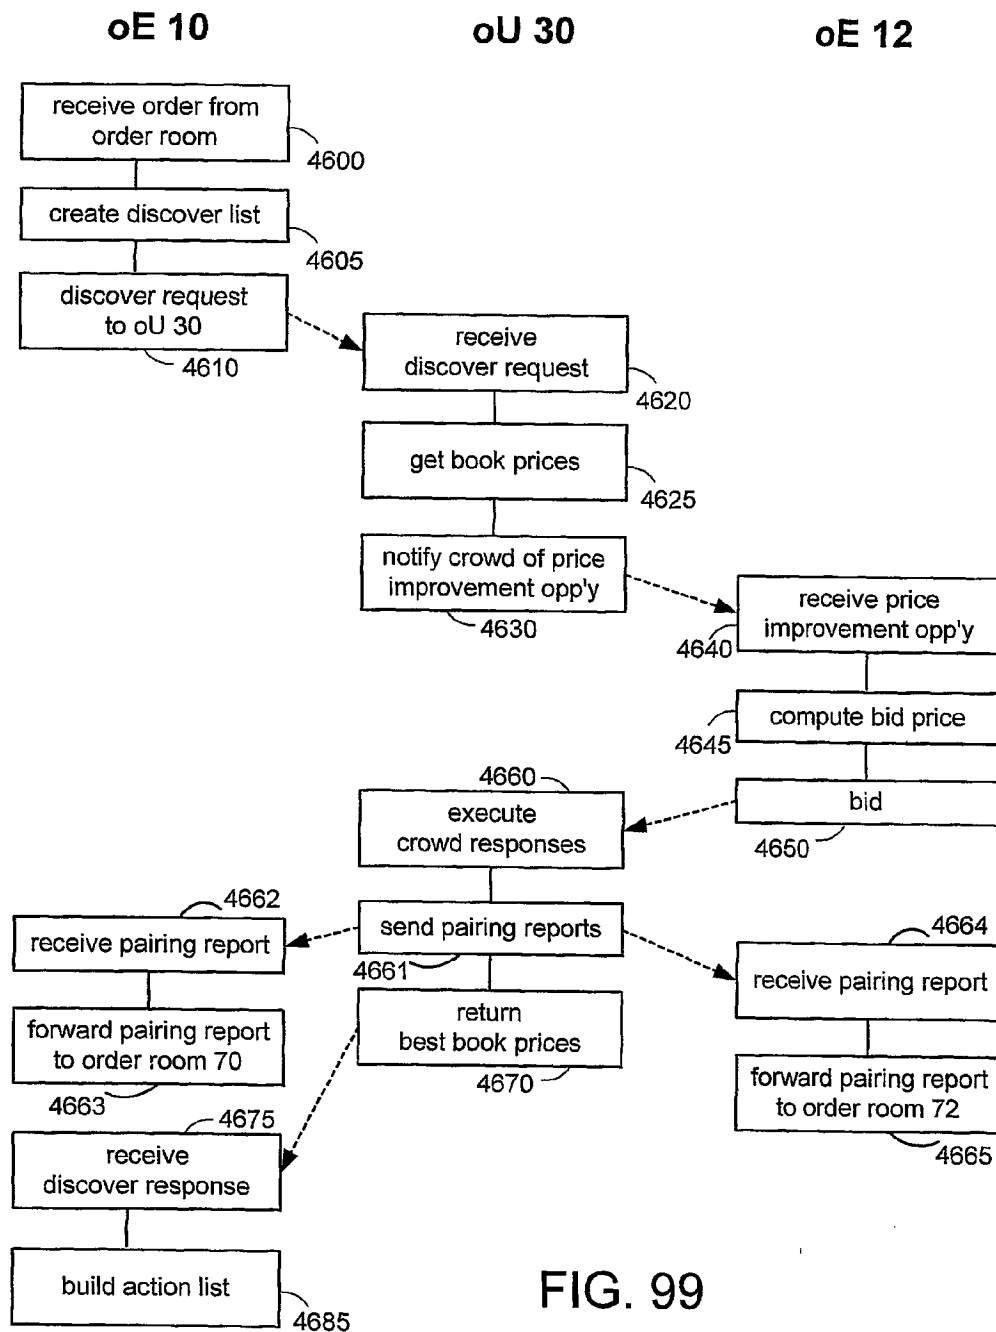 oE 10
oU 30
oE 12
receive order from
order room
4600
create discover list
4605
discover request
to oU 30
4610
receive
discover request
4620
get book prices
4625
notify crowd of price
improvement opp'y
4630
receive price
improvement opp'y
4640
compute bid price
4645
bid
4650
4660
execute
crowd responses
send pairing reports
4661
4662
receive pairing report
forward pairing report
to order room 70
4663
4664
receive pairing report
forward pairing report
to order room 72
4665
return
best book prices
4670
4675
receive
discover response
build action list
4685
FIG. 99